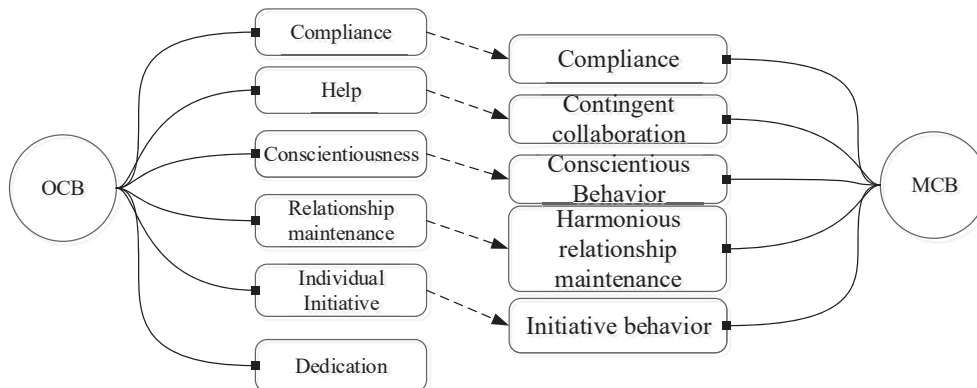 OCB
Compliance
Help
Conscientiousness
Relationship
maintenance
Individual
Initiative
Dedication
Compliance
Contingent
collaboration
Conscientious
Behavior
Harmonious
relationship
maintenance
Initiative behavior
MCB